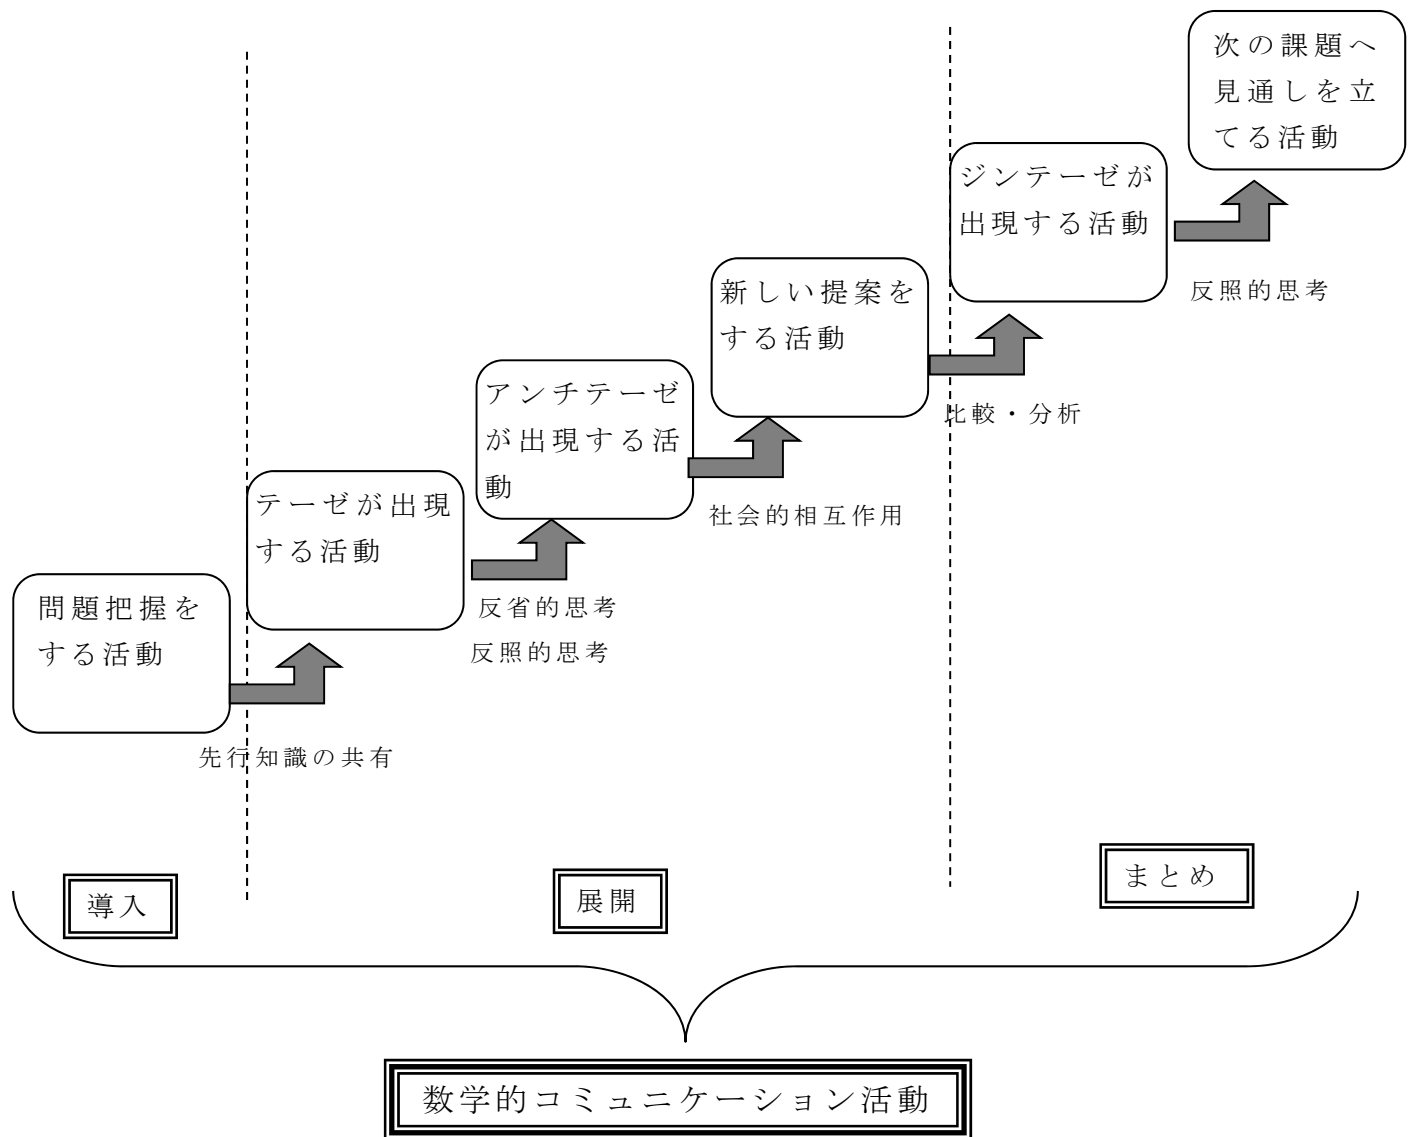 次の課題へ
見通しを立
てる活動
ジンテーゼが
出現する活動
反照的思考
新しい提案を
する活動
比較・分析
アンチテーゼ
が出現する活
動
社会的相互作用
テーゼが出現
する活動
反省的思考
反照的思考
問題把握を
する活動
先行知識の共有
導入
展開
まとめ
数学的コミュニケーション活動